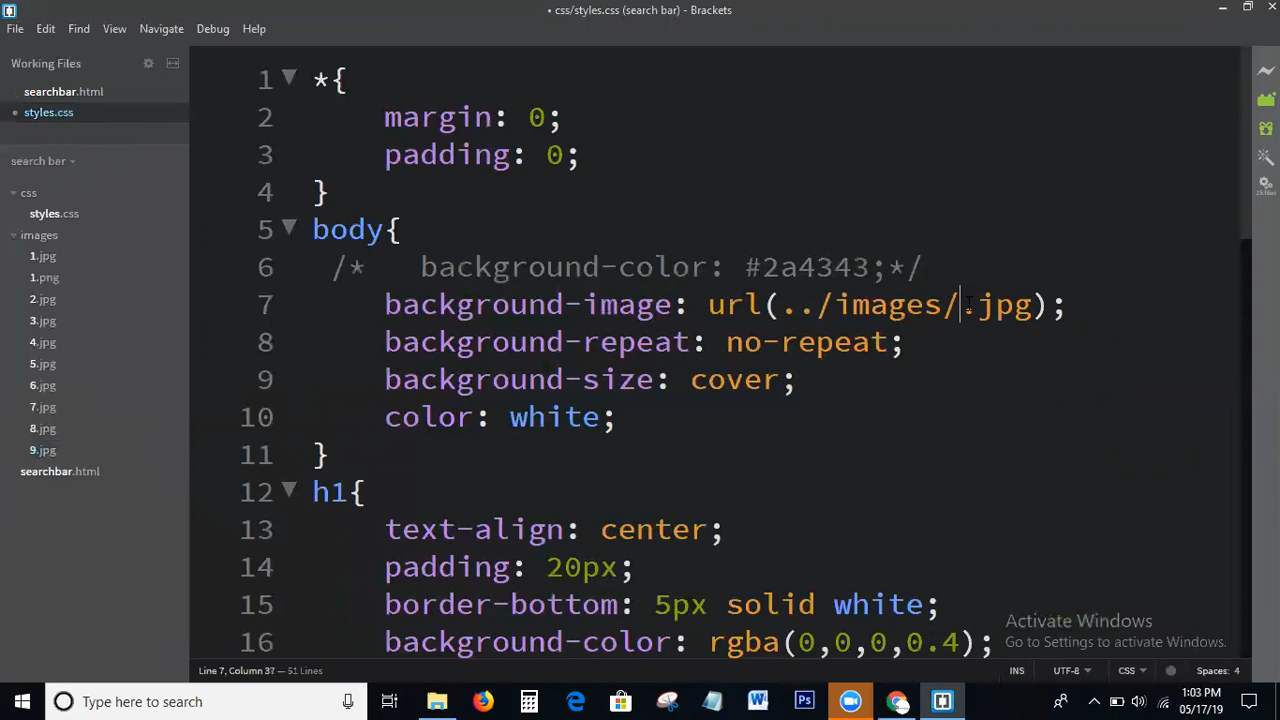 • css/styles.css (search bar) - Brackets
File Edit Find View Navigate Debug Help
Working Files
searchbar.html
styles.css
search bar
css
styles.css
images
1.jpg
1.png
2.jpg
3.jpg
4.jpg
5.jpg
6.jpg
7.jpg
8.jpg
9.jpg
searchbar.html
1 *{
2 margin: 0;
3 padding: 0;
4 }
5 body{
6 /* background-color: #2a4343;*/
7 background-image: url(../images/.jpg);
8 background-repeat: no-repeat;
9 background-size: cover;
10 color: white;
11 }
12 h1{
13 text-align: center;
14 padding: 20px;
15 border-bottom: 5px solid white;
16 background-color: rgba(0,0,0,0.4);
Activate Windows
Go to Settings to activate Windows.
Line 7, Column 37 — 51 Lines
INS UTF-8 CSS Spaces: 4
Type here to search
1:03 PM
05/17/19